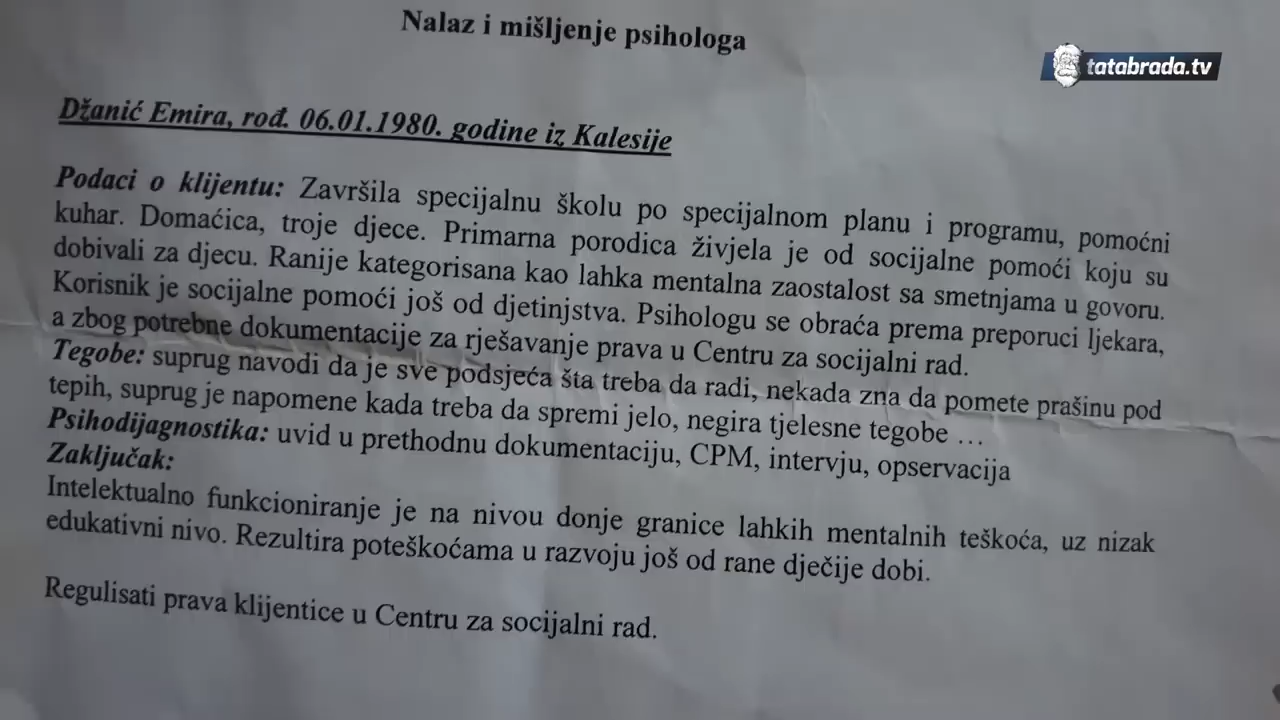 Nalaz i mišljenje psihologa
tatabrada.tv
Džanić Emira, rođ. 06.01.1980. godine iz Kalesije
Podaci o klijentu: Završila specijalnu školu po specijalnom planu i programu, pomoćni
kuhar. Domaćica, troje djece. Primarna porodica živjela je od socijalne pomoći koju su
dobivali za djecu. Ranije kategorisana kao lahka mentalna zaostalost sa smetnjama u govoru.
Korisnik je socijalne pomoći još od djetinjstva. Psihologu se obraća prema preporuci ljekara,
a zbog potrebne dokumentacije za rješavanje prava u Centru za socijalni rad.
Tegobe: suprug navodi da je sve podsjeća šta treba da radi, nekada zna da pomete prašinu pod
tepih, suprug je napomene kada treba da spremi jelo, negira tjelesne tegobe …
Psihodijagnostika: uvid u prethodnu dokumentaciju, CPM, intervju, opservacija
Zaključak:
Intelektualno funkcioniranje je na nivou donje granice lahkih mentalnih teškoća, uz nizak
edukativni nivo. Rezultira poteškoćama u razvoju još od rane dječije dobi.
Regulisati prava klijentice u Centru za socijalni rad.